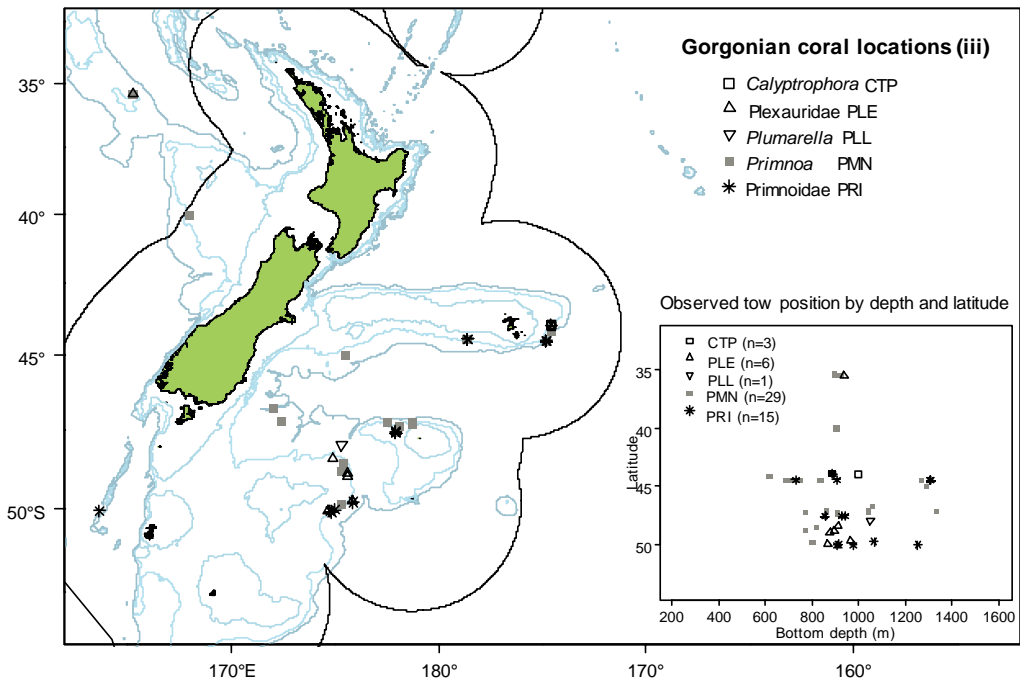 Gorgonian coral locations (iii)
Calyptrophora CTP
Plexauridae PLE
Plumarella PLL
Primnoa PMN
Primnoidae PRI
35°
40°
45°
50°S
170°E
180°
170°
160°
Observed tow position by depth and latitude
CTP (n=3)
PLE (n=6)
PLL (n=1)
PMN (n=29)
PRI (n=15)
Latitude
35
40
45
50
200 400 600 800 1000 1200 1400 1600
Bottom depth (m)